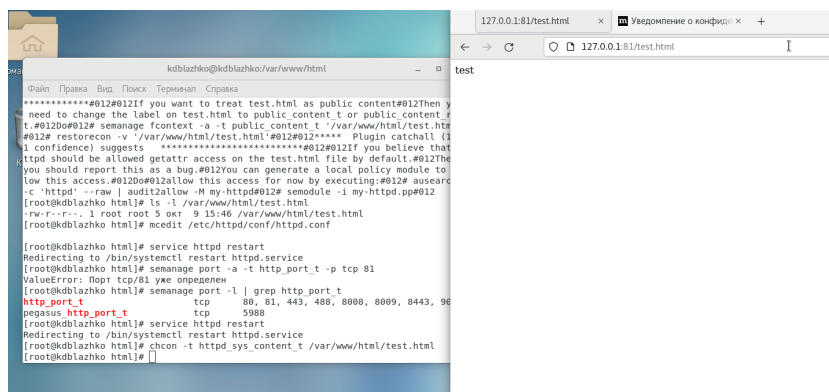 127.0.0.1:81/test.html
Уведомление о конфиде
127.0.0.1:81/test.html
test
kdblazhko@kdblazhko:/var/www/html
Файл Правка Вид Поиск Терминал Справка
************#012#012If you want to treat test.html as public content#012Then y
need to change the label on test.html to public_content_t or public_content_r
t.#012Do#012# semanage fcontext -a -t public_content_t '/var/www/html/test.htm
#012# restorecon -v '/var/www/html/test.html'#012#012***** Plugin catchall (1
1 confidence) suggests **************************#012#012If you believe that
ttpd should be allowed getattr access on the test.html file by default.#012The
you should report this as a bug.#012You can generate a local policy module to
low this access.#012Do#012allow this access for now by executing:#012# ausearc
-c 'httpd' --raw | audit2allow -M my-httpd#012# semodule -i my-httpd.pp#012
[root@kdblazhko html]# ls -l /var/www/html/test.html
-rw-r--r--. 1 root root 5 окт 9 15:46 /var/www/html/test.html
[root@kdblazhko html]# mcedit /etc/httpd/conf/httpd.conf
[root@kdblazhko html]# service httpd restart
Redirecting to /bin/systemctl restart httpd.service
[root@kdblazhko html]# semanage port -a -t http_port_t -p tcp 81
ValueError: Порт tcp/81 уже определен
[root@kdblazhko html]# semanage port -l | grep http_port_t
http_port_t tcp 80, 81, 443, 488, 8008, 8009, 8443, 90
pegasus_http_port_t tcp 5988
[root@kdblazhko html]# service httpd restart
Redirecting to /bin/systemctl restart httpd.service
[root@kdblazhko html]# chcon -t httpd_sys_content_t /var/www/html/test.html
[root@kdblazhko html]#